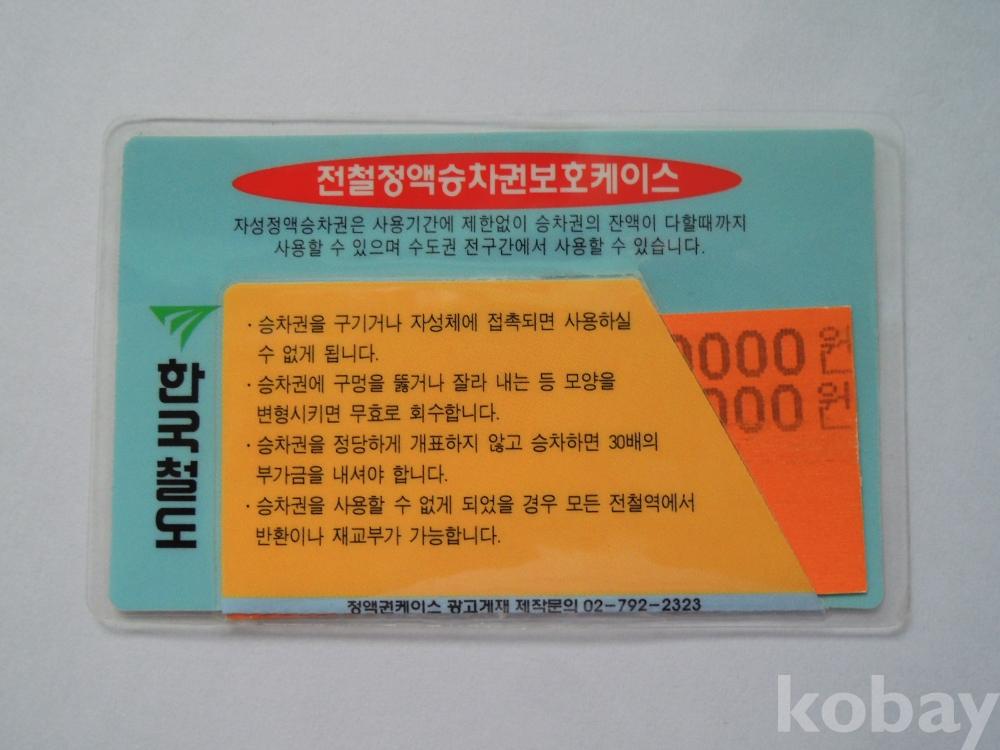 전철정액승차권보호케이스
자성정액승차권은 사용기간에 제한없이 승차권의 잔액이 다할때까지
사용할 수 있으며 수도권 전구간에서 사용할 수 있습니다.
한국철도
· 승차권을 구기거나 자성체에 접촉되면 사용하실
수 없게 됩니다.
· 승차권에 구멍을 뚫거나 잘라 내는 등 모양을
변형시키면 무효로 회수합니다.
· 승차권을 정당하게 개표하지 않고 승차하면 30배의
부가금을 내셔야 합니다.
· 승차권을 사용할 수 없게 되었을 경우 모든 전철역에서
반환이나 재교부가 가능합니다.
0000 원
000 원
정액권케이스 광고게재 제작문의 02-792-2323
kobay